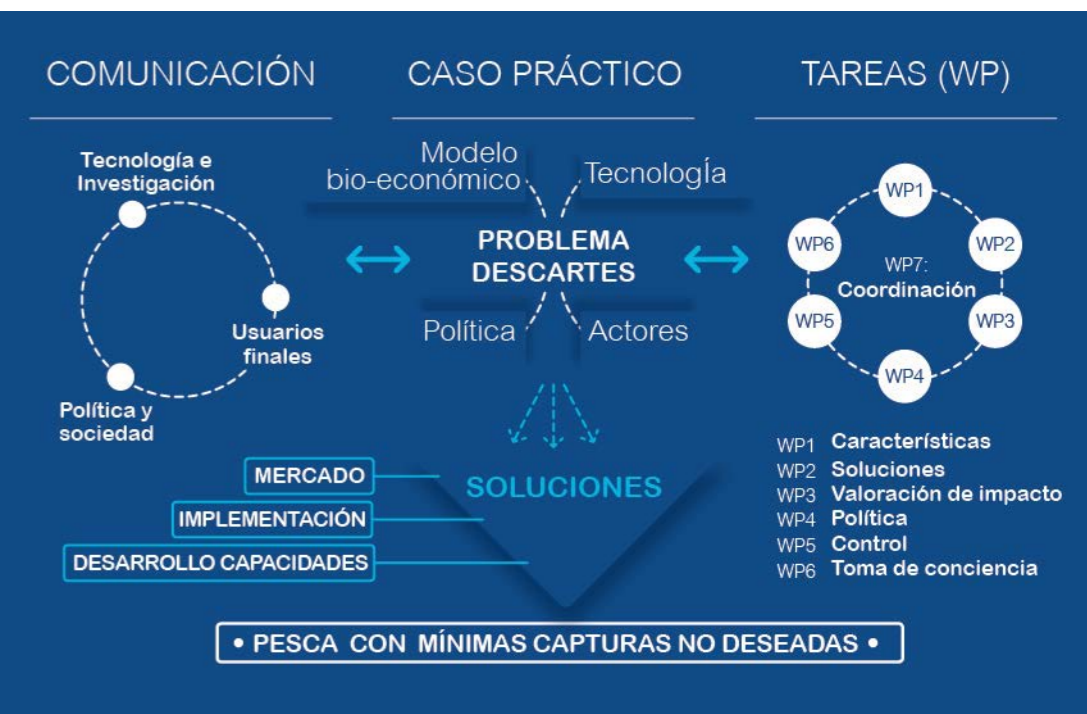 COMUNICACIÓN
Tecnología e
Investigación
Usuarios
finales
Política y
sociedad
CASO PRÁCTICO
Modelo
bio-económico
Tecnología
PROBLEMA
DESCARTES
Política
Actores
TAREAS (WP)
WP1
WP6
WP2
WP7:
Coordinación
WP5
WP3
WP4
WP1 Características
WP2 Soluciones
WP3 Valoración de impacto
WP4 Política
WP5 Control
WP6 Toma de conciencia
SOLUCIONES
MERCADO
IMPLEMENTACIÓN
DESARROLLO CAPACIDADES
• PESCA CON MÍNIMAS CAPTURAS NO DESEADAS •